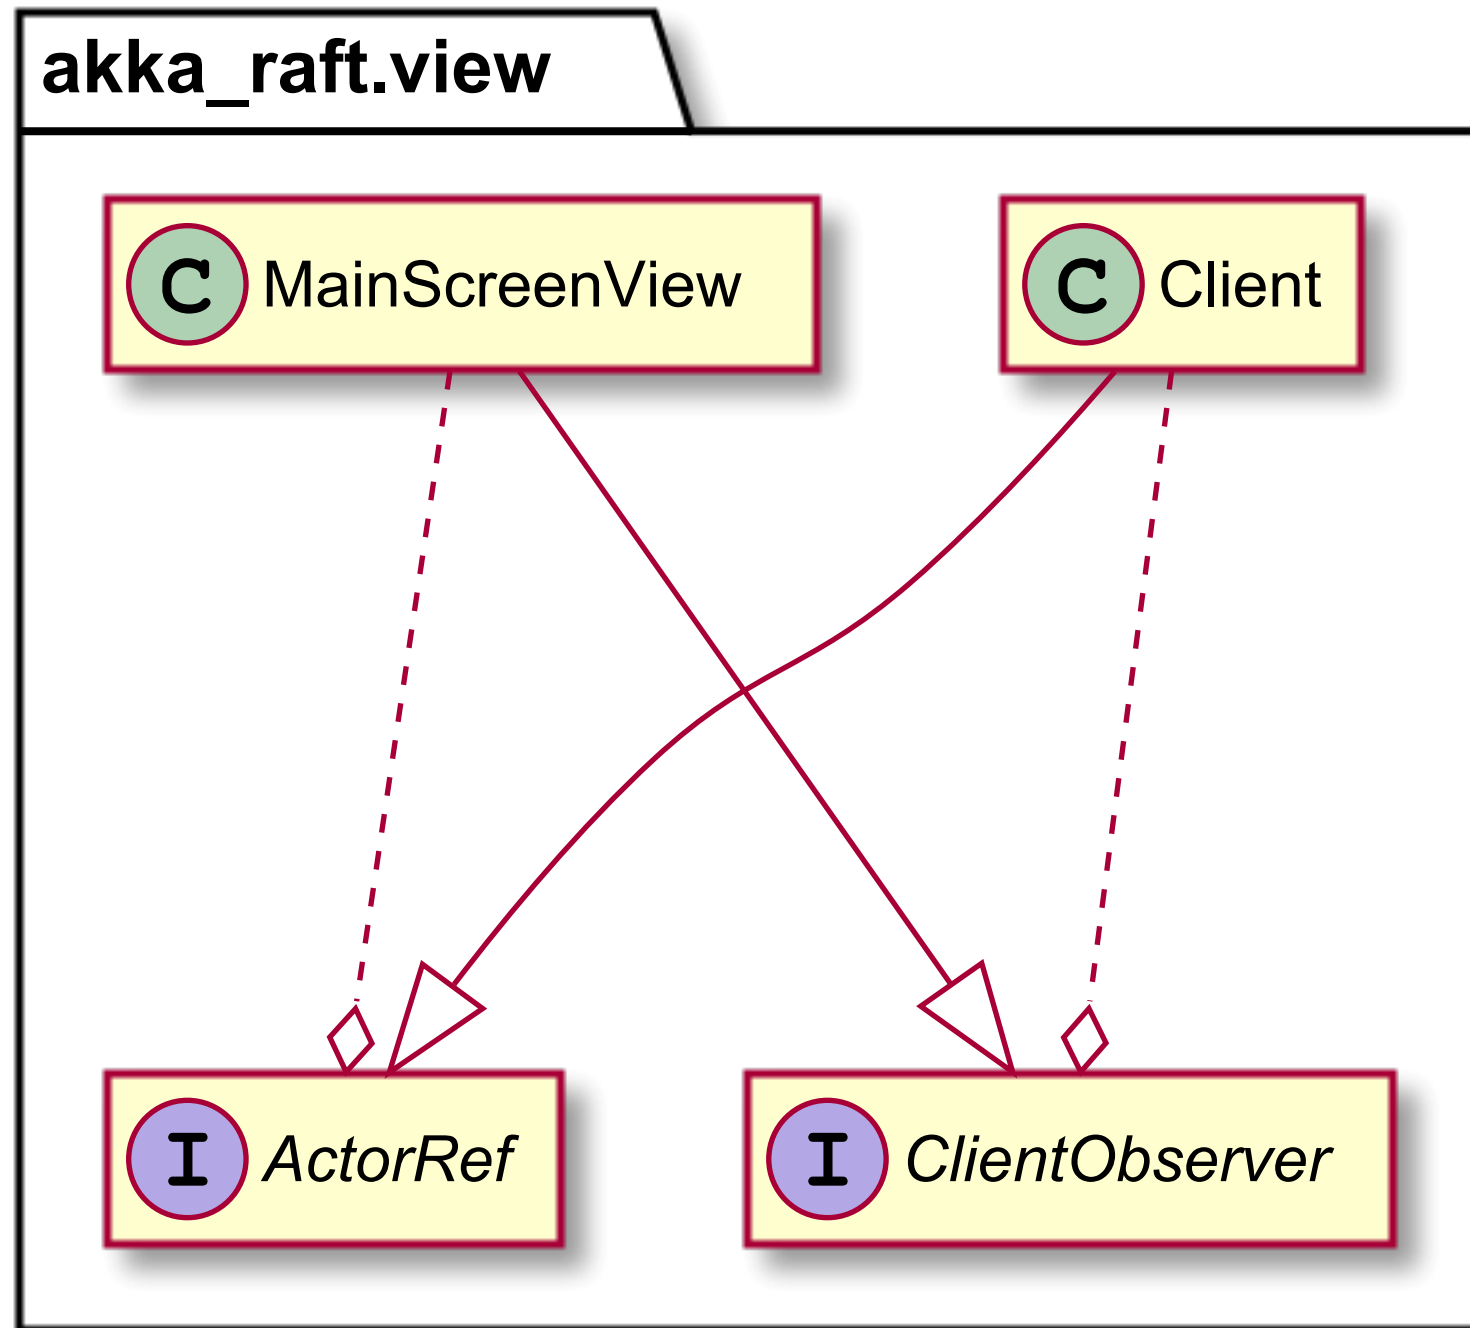 akka_raft.view
C MainScreenView
C Client
I ActorRef
I ClientObserver